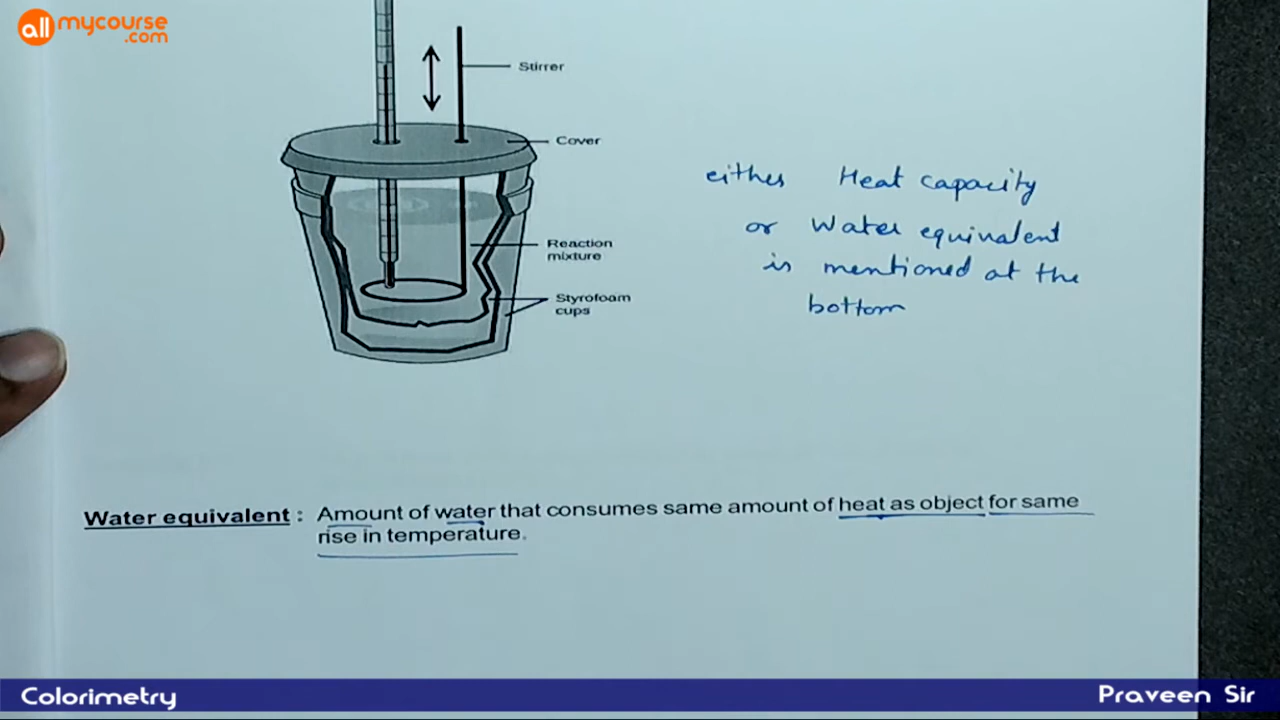 all mycourse
.com
Stirrer
Cover
either Heat capacity
or Water equivalent
is mentioned at the
bottom
Reaction
mixture
Styrofoam
cups
Water equivalent : Amount of water that consumes same amount of heat as object for same
rise in temperature.
Colorimetry
Praveen Sir